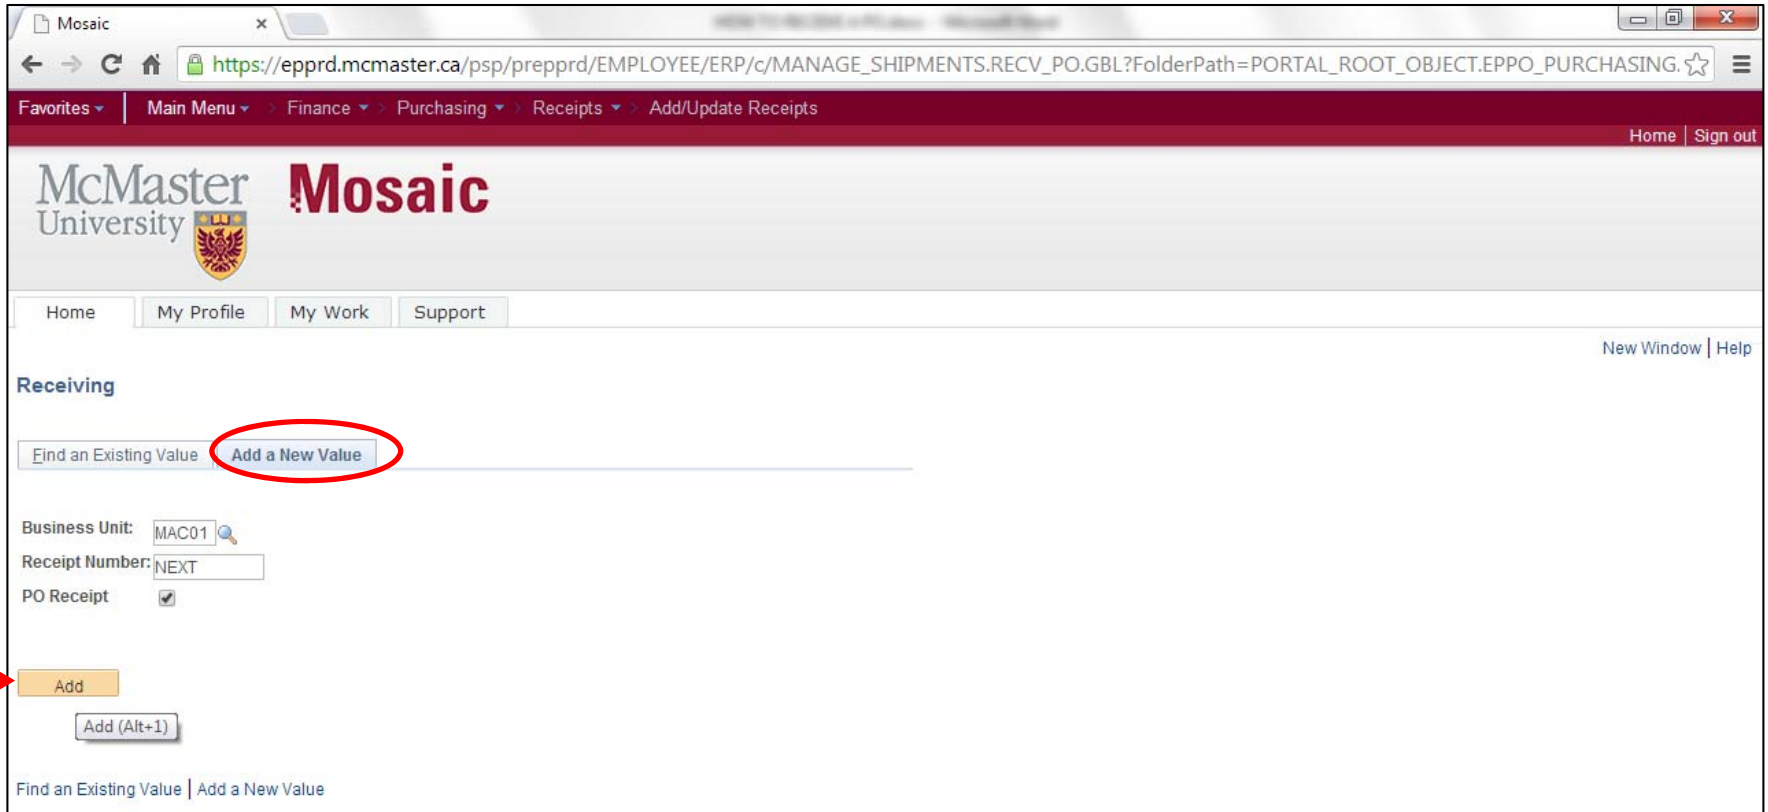 Mosaic
https://epprd.mcmaster.ca/psp/prepprd/EMPLOYEE/ERP/c/MANAGE_SHIPMENTS.RECV_PO.GBL?FolderPath=PORTAL_ROOT_OBJECT.EPPO_PURCHASING.
Favorites Main Menu > Finance > Purchasing > Receipts > Add/Update Receipts
Home | Sign out
McMaster
University
Mosaic
Home My Profile My Work Support
New Window | Help
Receiving
Find an Existing Value Add a New Value
Business Unit: MAC01
Receipt Number: NEXT
PO Receipt
Add
Add (Alt+1)
Find an Existing Value | Add a New Value